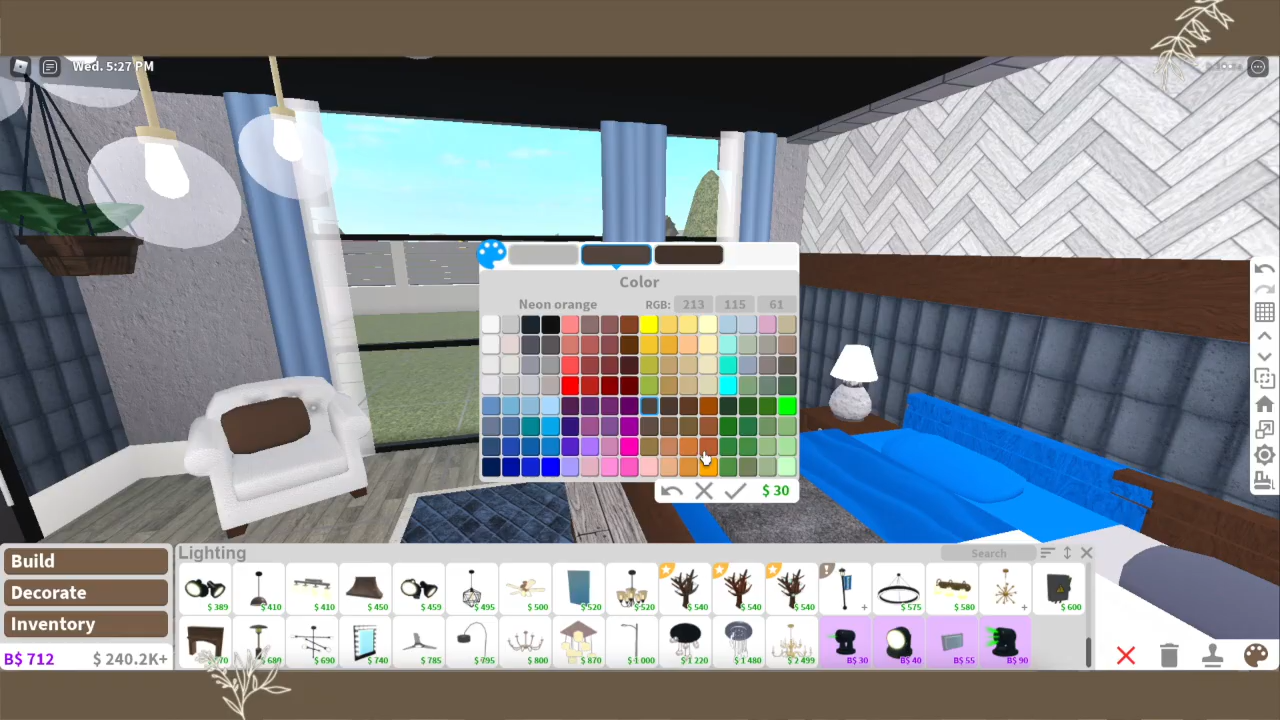 Wed. 5:27 PM
Color
Neon orange RGB: 213 115 61
$ 30
Build
Decorate
Inventory
B$ 712 $ 240.2K+
Lighting Search
$ 389 $ 410 $ 410 $ 450 $ 459 $ 495 $ 500 $ 520 $ 520 $ 540 $ 540 $ 540 + $ 575 $ 580 + $ 600
$ 689 $ 690 $ 740 $ 785 $ 795 $ 800 $ 870 $ 1 000 $ 1 220 $ 1 480 $ 2 499 B$ 30 B$ 40 B$ 55 B$ 90